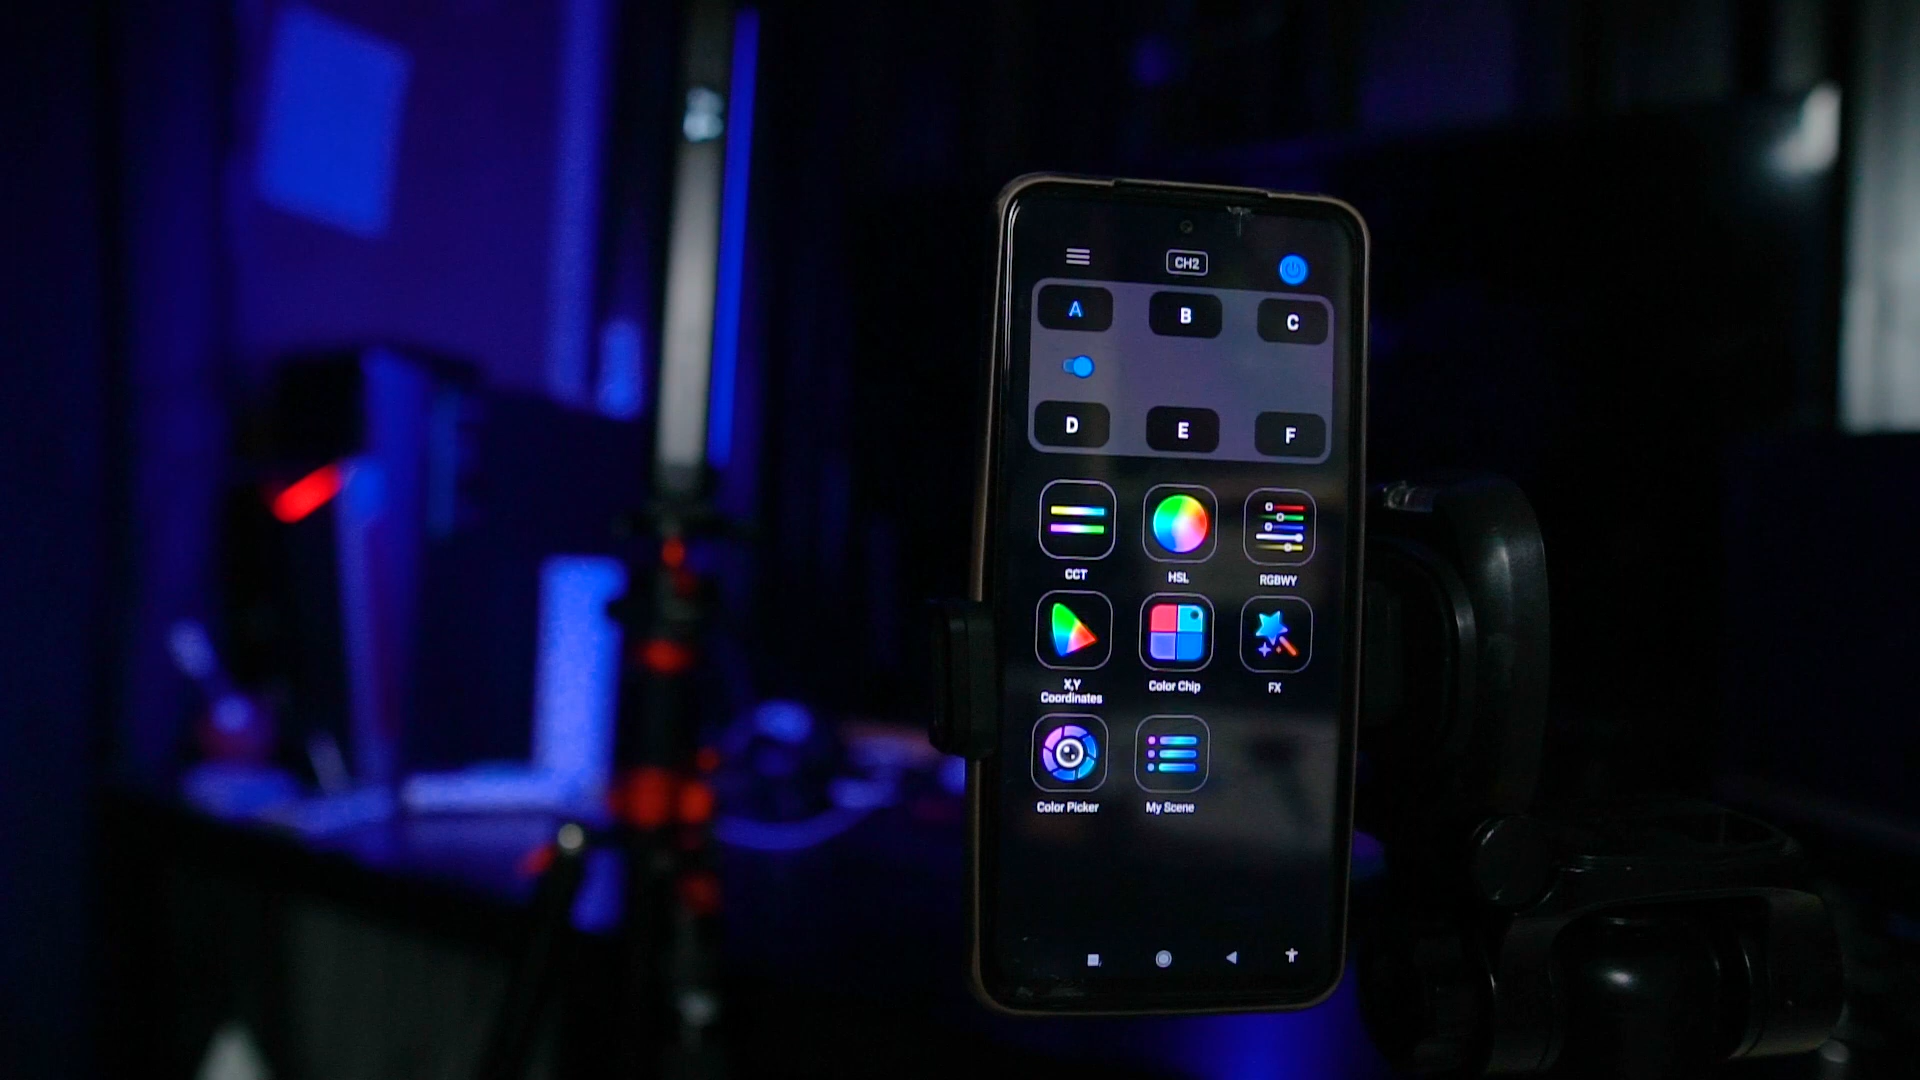 CH2
A
B
C
D
E
F
CCT
HSL
RGBWY
X,Y
Coordinates
Color Chip
FX
Color Picker
My Scene